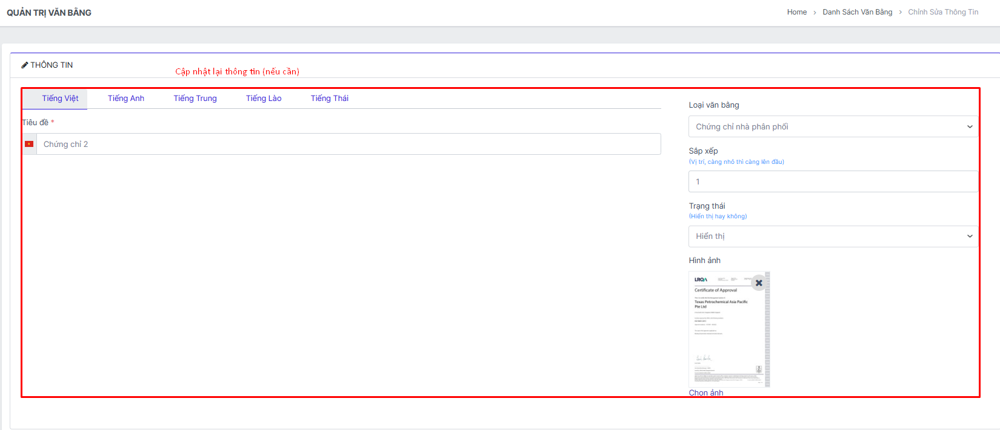 QUẢN TRỊ VĂN BẰNG
Home › Danh Sách Văn Bằng › Chỉnh Sửa Thông Tin
THÔNG TIN
Cập nhật lại thông tin (nếu cần)
Tiếng Việt Tiếng Anh Tiếng Trung Tiếng Lào Tiếng Thái
Tiêu đề *
Chứng chỉ 2
Loại văn bằng
Chứng chỉ nhà phân phối
Sắp xếp
(Vị trí, càng nhỏ thì càng lên đầu)
1
Trạng thái
(Hiển thị hay không)
Hiển thị
Hình ảnh
LRQA
Certificate of Approval
Texas Petrochemical Asia Pacific
Pte Ltd
Chọn ảnh